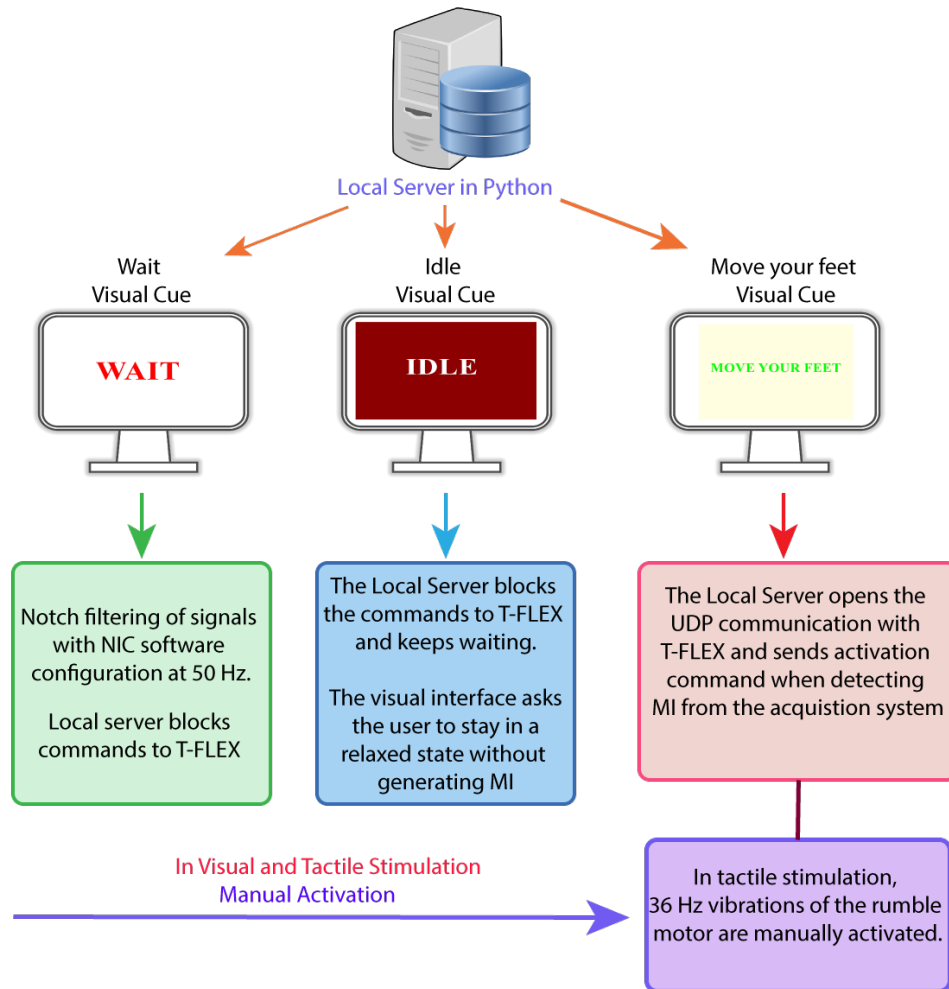 Local Server in Python
Wait
Visual Cue
Idle
Visual Cue
Move your feet
Visual Cue
WAIT
IDLE
MOVE YOUR FEET
Notch filtering of signals
with NIC software
configuration at 50 Hz.
Local server blocks
commands to T-FLEX
The Local Server blocks
the commands to T-FLEX
and keeps waiting.
The visual interface asks
the user to stay in a
relaxed state without
generating MI
The Local Server opens the
UDP communication with
T-FLEX and sends activation
command when detecting
MI from the acquistion system
In Visual and Tactile Stimulation
Manual Activation
In tactile stimulation,
36 Hz vibrations of the rumble
motor are manually activated.